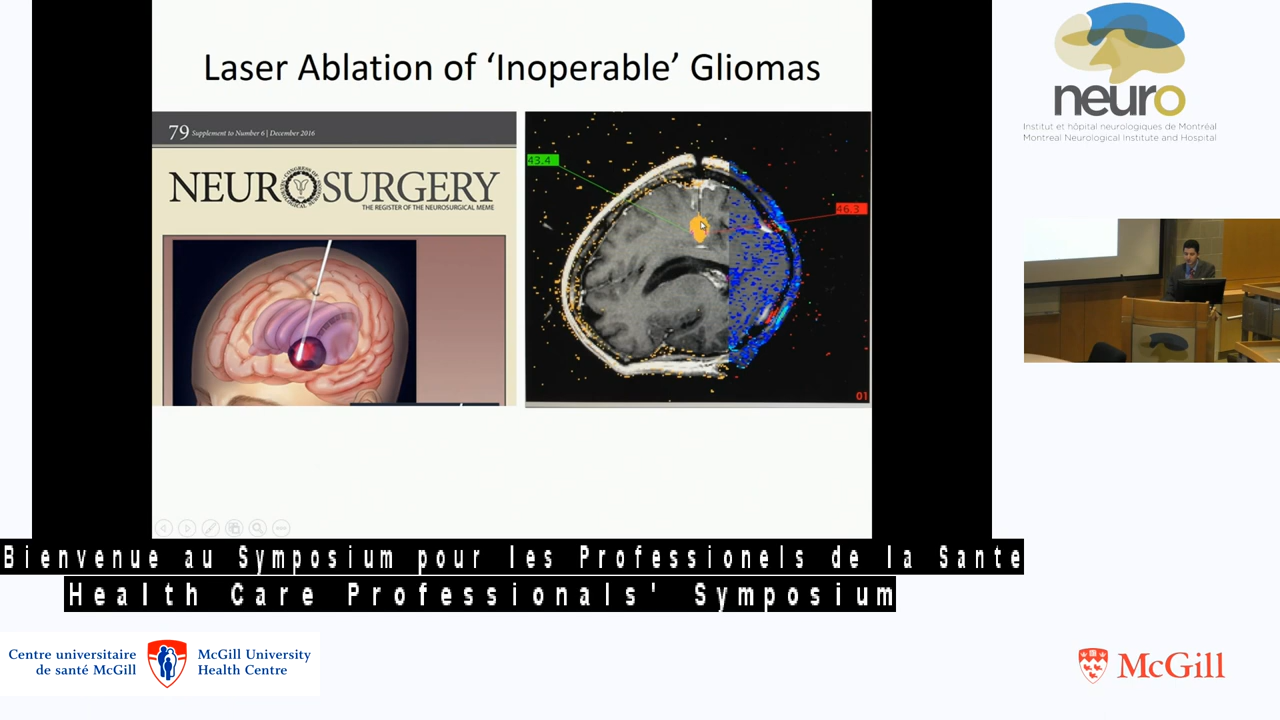 Laser Ablation of ‘Inoperable’ Gliomas
79 Supplement to Number 6 | December 2016
NEUROSURGERY
THE REGISTER OF THE NEUROSURGICAL MEME
43.4
46.3
01
neuro
Institut et hôpital neurologiques de Montréal
Montreal Neurological Institute and Hospital
Bienvenue au Symposium pour les Professionels de la Sante
Health Care Professionals' Symposium
Centre universitaire
de santé McGill
McGill University
Health Centre
McGill